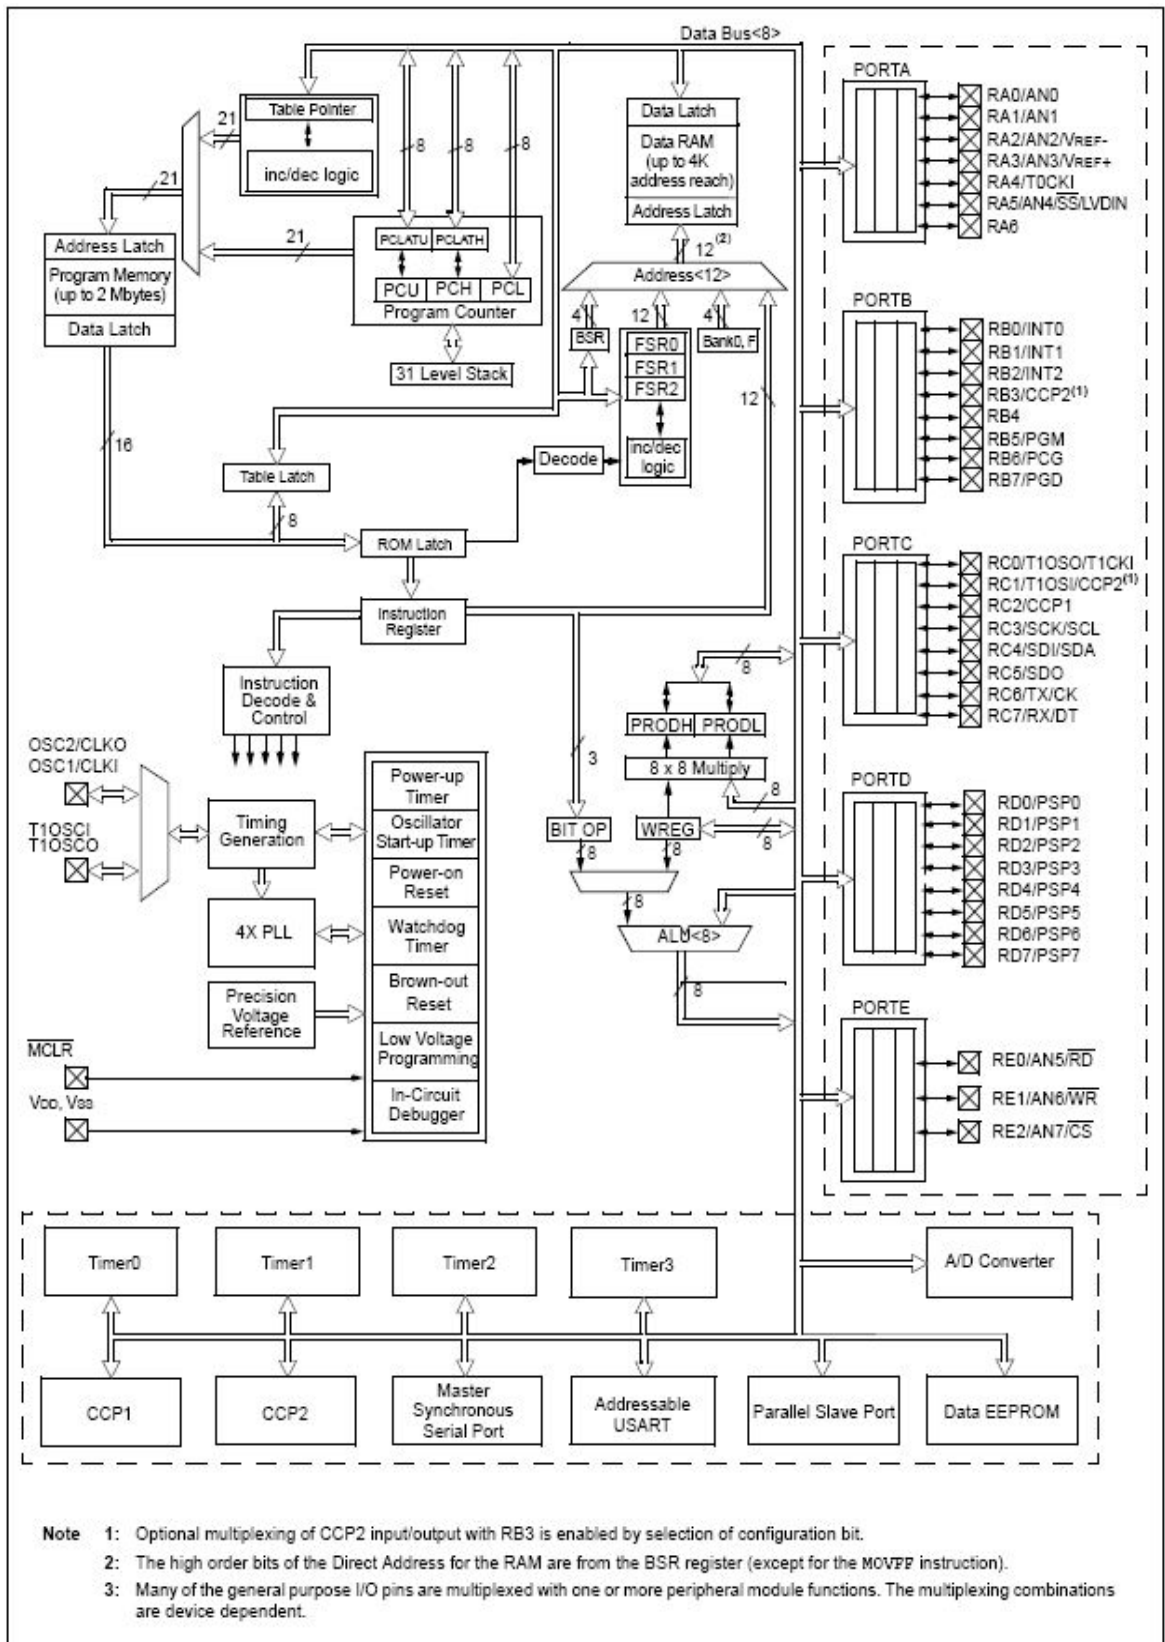 Data Bus<8>
Table Pointer
inc/dec logic
21
21
21
8
8
8
PCLATU
PCLATH
PCU
PCH
PCL
Program Counter
31 Level Stack
Address Latch
Program Memory
(up to 2 Mbytes)
Data Latch
16
Data Latch
Data RAM
(up to 4K
address reach)
Address Latch
12(2)
Address<12>
4
12
4
BSR
FSR0
FSR1
FSR2
inc/dec
logic
Bank0, F
12
Table Latch
8
Decode
ROM Latch
Instruction
Register
Instruction
Decode &
Control
OSC2/CLKO
OSC1/CLKI
T1OSCI
T1OSCO
Timing
Generation
4X PLL
Precision
Voltage
Reference
MCLR
VDD, VSS
Power-up
Timer
Oscillator
Start-up Timer
Power-on
Reset
Watchdog
Timer
Brown-out
Reset
Low Voltage
Programming
In-Circuit
Debugger
8
PRODH
PRODL
8 x 8 Multiply
3
8
BIT OP
WREG
8
8
8
8
ALU<8>
8
PORTA
RA0/AN0
RA1/AN1
RA2/AN2/VREF-
RA3/AN3/VREF+
RA4/T0CKI
RA5/AN4/SS/LVDIN
RA6
PORTB
RB0/INT0
RB1/INT1
RB2/INT2
RB3/CCP2(1)
RB4
RB5/PGM
RB6/PCG
RB7/PGD
PORTC
RC0/T1OSO/T1CKI
RC1/T1OSI/CCP2(1)
RC2/CCP1
RC3/SCK/SCL
RC4/SDI/SDA
RC5/SDO
RC6/TX/CK
RC7/RX/DT
PORTD
RD0/PSP0
RD1/PSP1
RD2/PSP2
RD3/PSP3
RD4/PSP4
RD5/PSP5
RD6/PSP6
RD7/PSP7
PORTE
RE0/AN5/RD
RE1/AN6/WR
RE2/AN7/CS
Timer0
Timer1
Timer2
Timer3
A/D Converter
CCP1
CCP2
Master
Synchronous
Serial Port
Addressable
USART
Parallel Slave Port
Data EEPROM
Note 1: Optional multiplexing of CCP2 input/output with RB3 is enabled by selection of configuration bit.
2: The high order bits of the Direct Address for the RAM are from the BSR register (except for the MOVFF instruction).
3: Many of the general purpose I/O pins are multiplexed with one or more peripheral module functions. The multiplexing combinations
are device dependent.